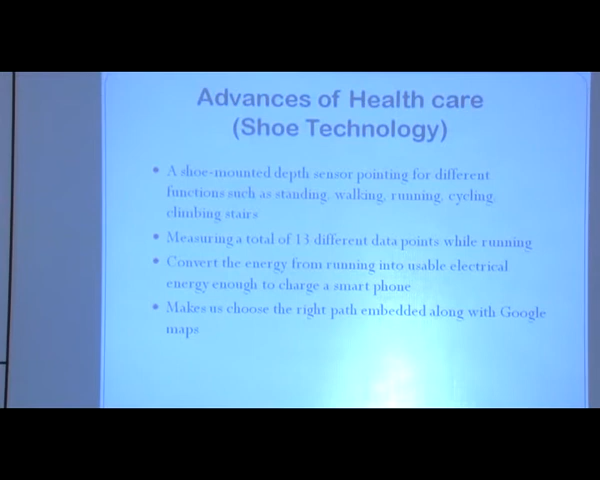 Advances of Health care
(Shoe Technology)
• A shoe-mounted depth sensor pointing for different
functions such as standing, walking, running, cycling,
climbing stairs
• Measuring a total of 13 different data points while running
• Convert the energy from running into usable electrical
energy enough to charge a smart phone
• Makes us choose the right path embedded along with Google
maps